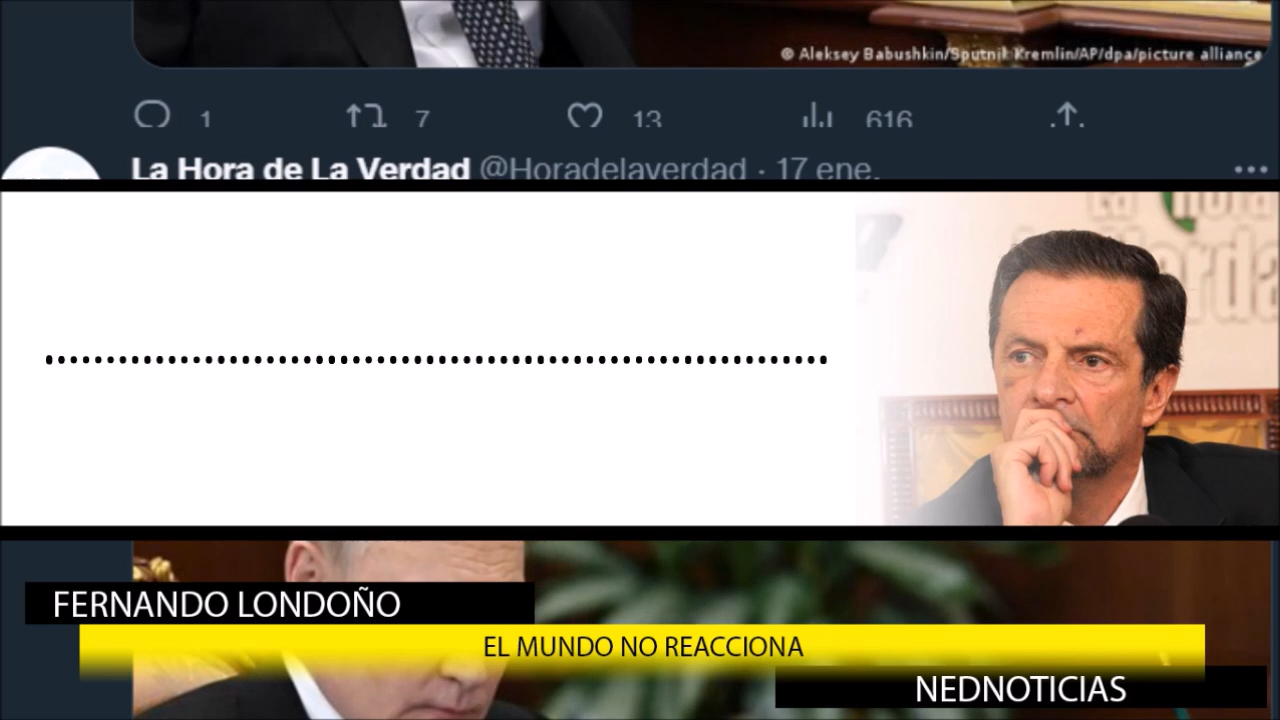 © Aleksey Babushkin/Sputnik Kremlin/AP/dpa/picture alliance
1 7 13 616
La Hora de La Verdad @Horadelaverdad · 17 ene.
FERNANDO LONDOÑO
EL MUNDO NO REACCIONA
NEDNOTICIAS